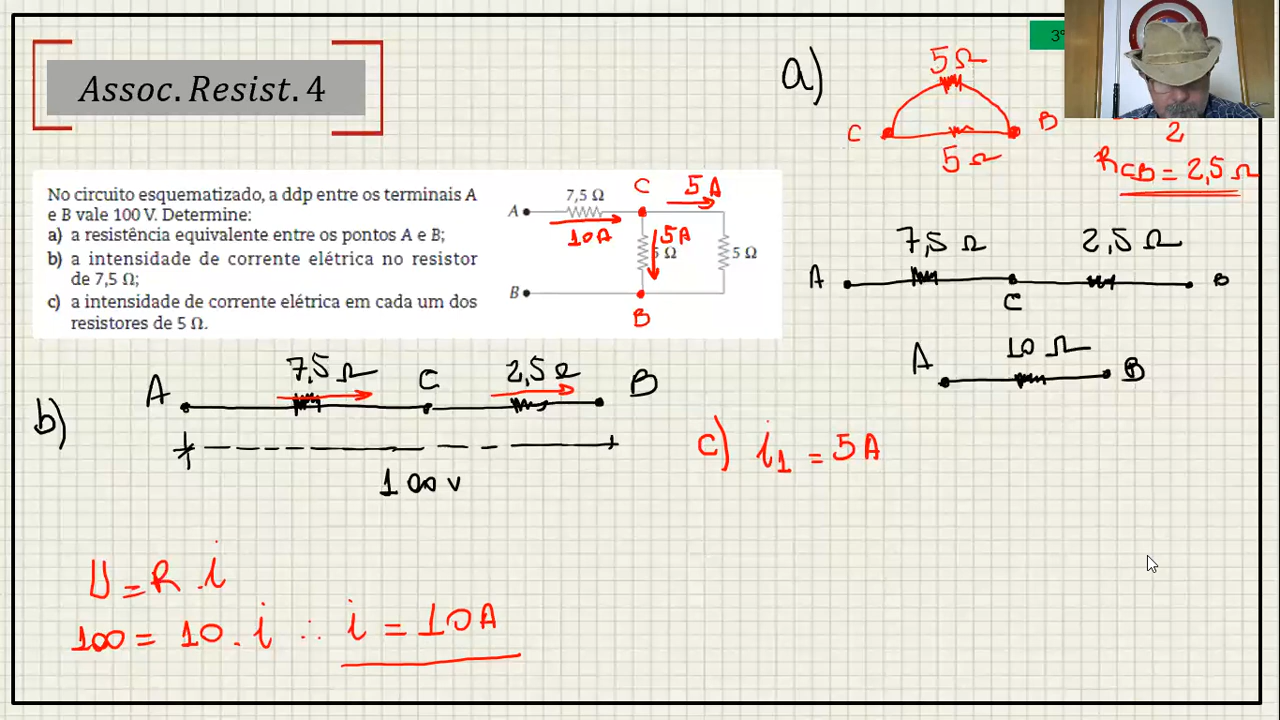 Assoc. Resist. 4
3º
No circuito esquematizado, a ddp entre os terminais A
e B vale 100 V. Determine:
a) a resistência equivalente entre os pontos A e B;
b) a intensidade de corrente elétrica no resistor
de 7,5 Ω;
c) a intensidade de corrente elétrica em cada um dos
resistores de 5 Ω.
7,5 Ω
C
5A
A
10A
5A
5 Ω
5 Ω
B
B
a)
5Ω
C
B
5Ω
2
RCB = 2,5 Ω
7,5 Ω
2,5 Ω
A
C
B
A
10 Ω
B
b)
A
7,5 Ω
C
2,5 Ω
B
100 V
U = R . i
100 = 10 . i ∴ i = 10A
c) i1 = 5A